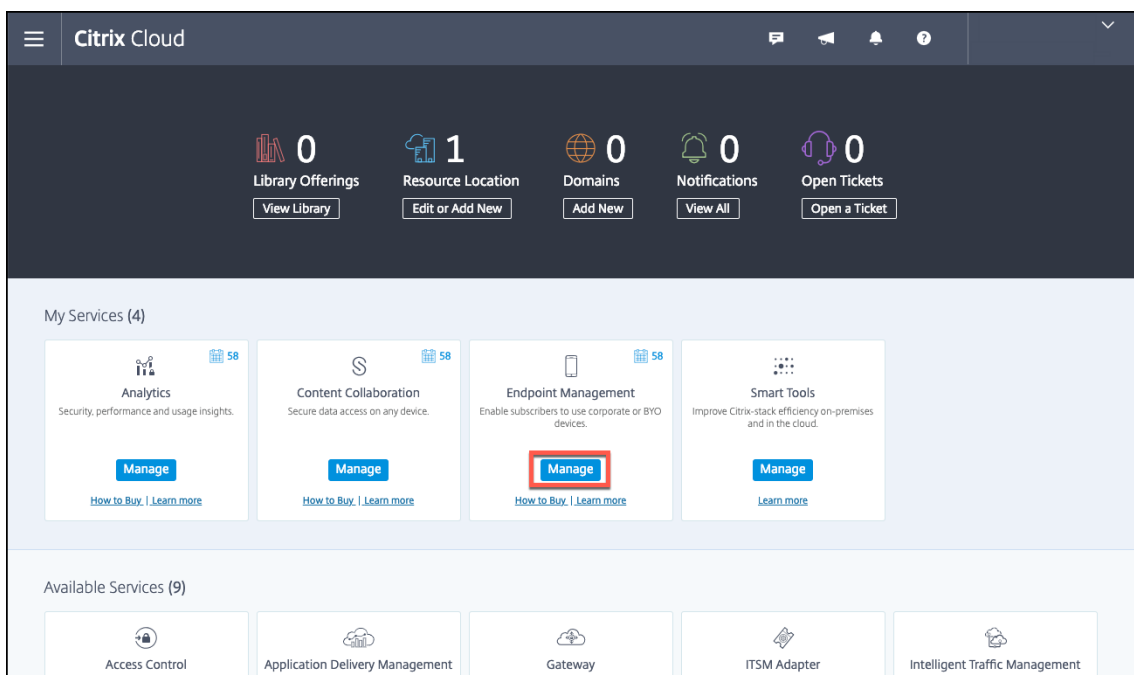 Citrix Cloud
0 1 0 0 0
Library Offerings Resource Location Domains Notifications Open Tickets
View Library Edit or Add New Add New View All Open a Ticket
My Services (4)
58 58 58
Analytics Content Collaboration Endpoint Management Smart Tools
Security, performance and usage insights. Secure data access on any device. Enable subscribers to use corporate or BYO Improve Citrix-stack efficiency on-premises
devices. and in the cloud.
Manage Manage Manage Manage
How to Buy | Learn more How to Buy | Learn more How to Buy | Learn more Learn more
Available Services (9)
Access Control Application Delivery Management Gateway ITSM Adapter Intelligent Traffic Management